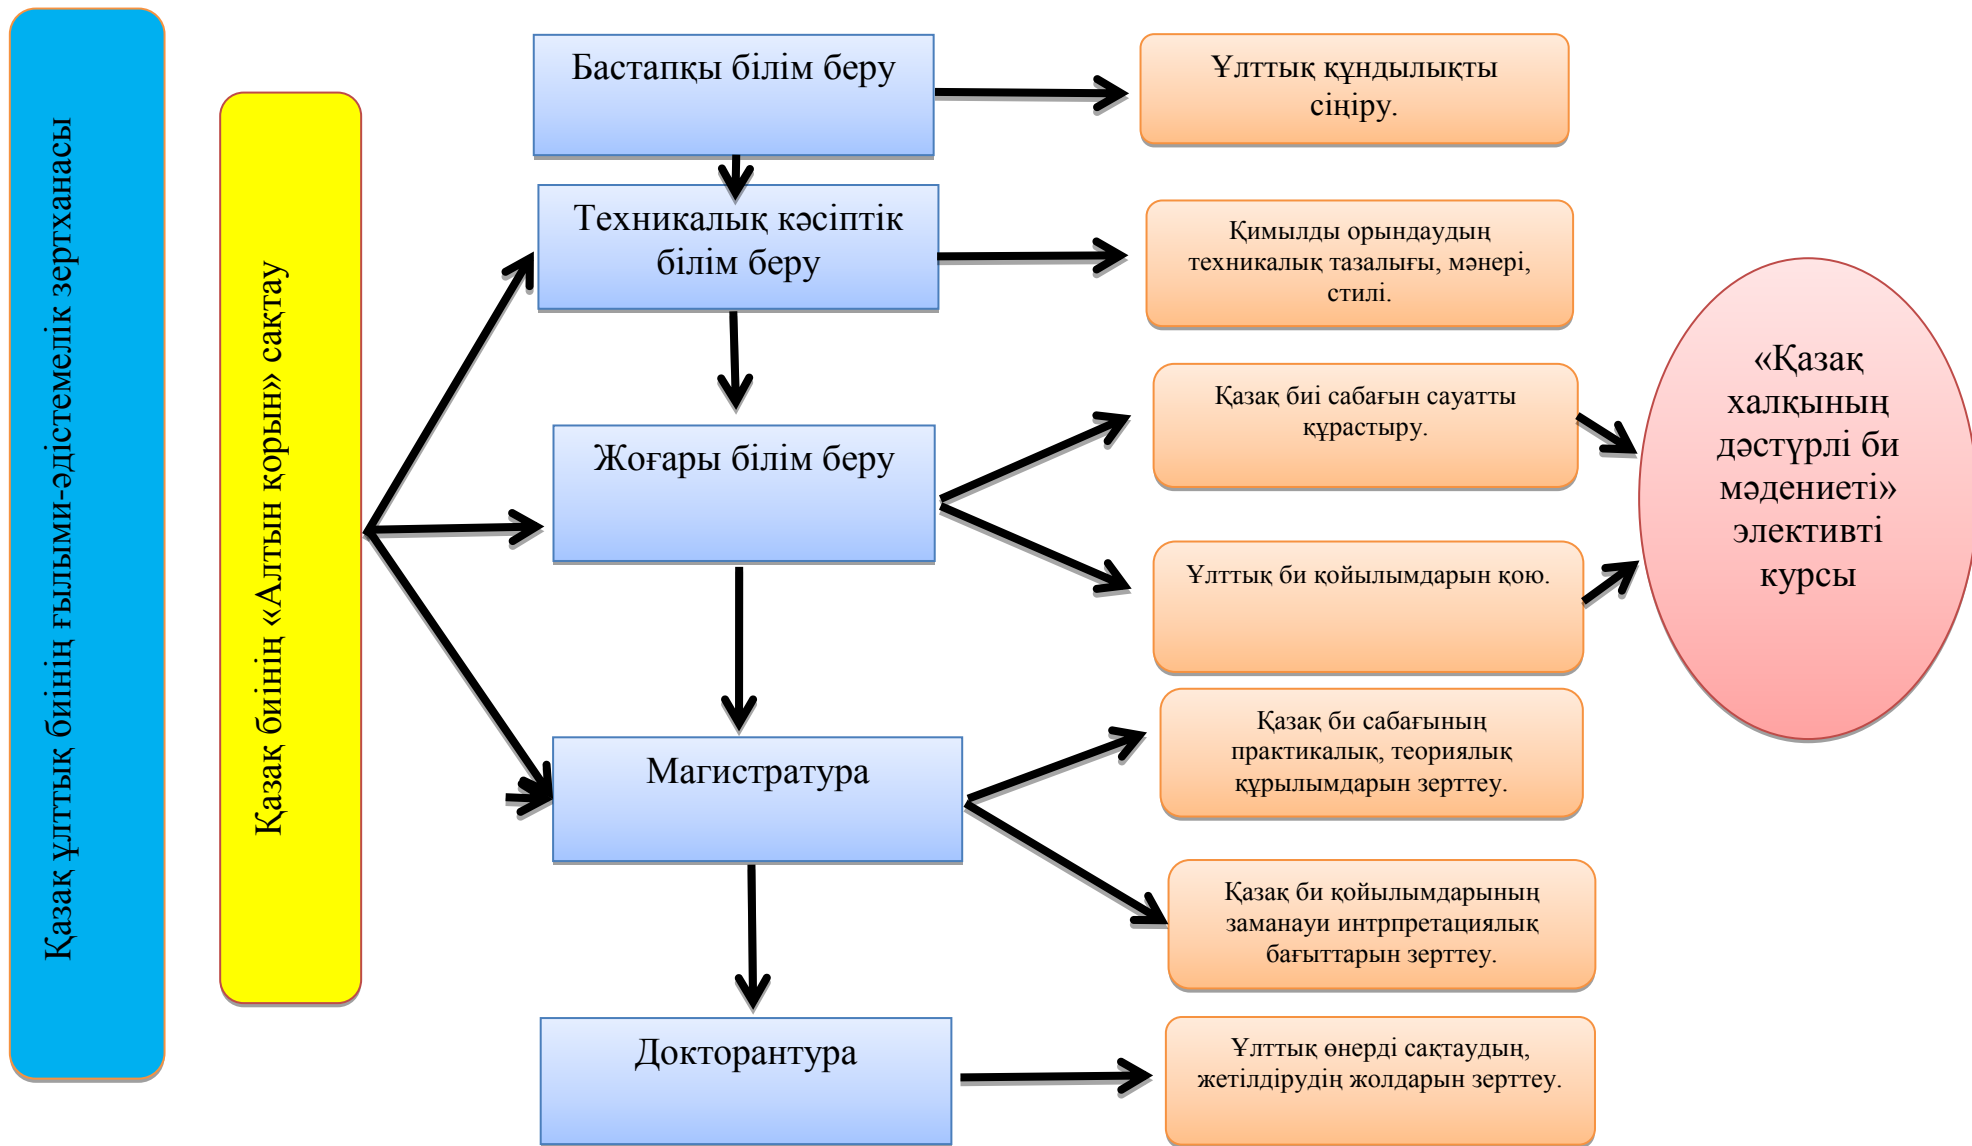 Қазақ ұлттық биінің ғылыми-әдістемелік зертханасы
Қазақ биінің «Алтын қорын» сақтау
Бастапқы білім беру
Ұлттық құндылықты
сіңіру.
Техникалық кәсіптік
білім беру
Қимылды орындаудың
техникалық тазалығы, мәнері,
стилі.
Жоғары білім беру
Қазақ биі сабағын сауатты
құрастыру.
Ұлттық би қойылымдарын қою.
«Қазақ
халқының
дәстүрлі би
мәдениеті»
элективті
курсы
Магистратура
Қазақ би сабағының
практикалық, теориялық
құрылымдарын зерттеу.
Қазақ би қойылымдарының
заманауи интрпретациялық
бағыттарын зерттеу.
Докторантура
Ұлттық өнерді сақтаудың,
жетілдірудің жолдарын зерттеу.